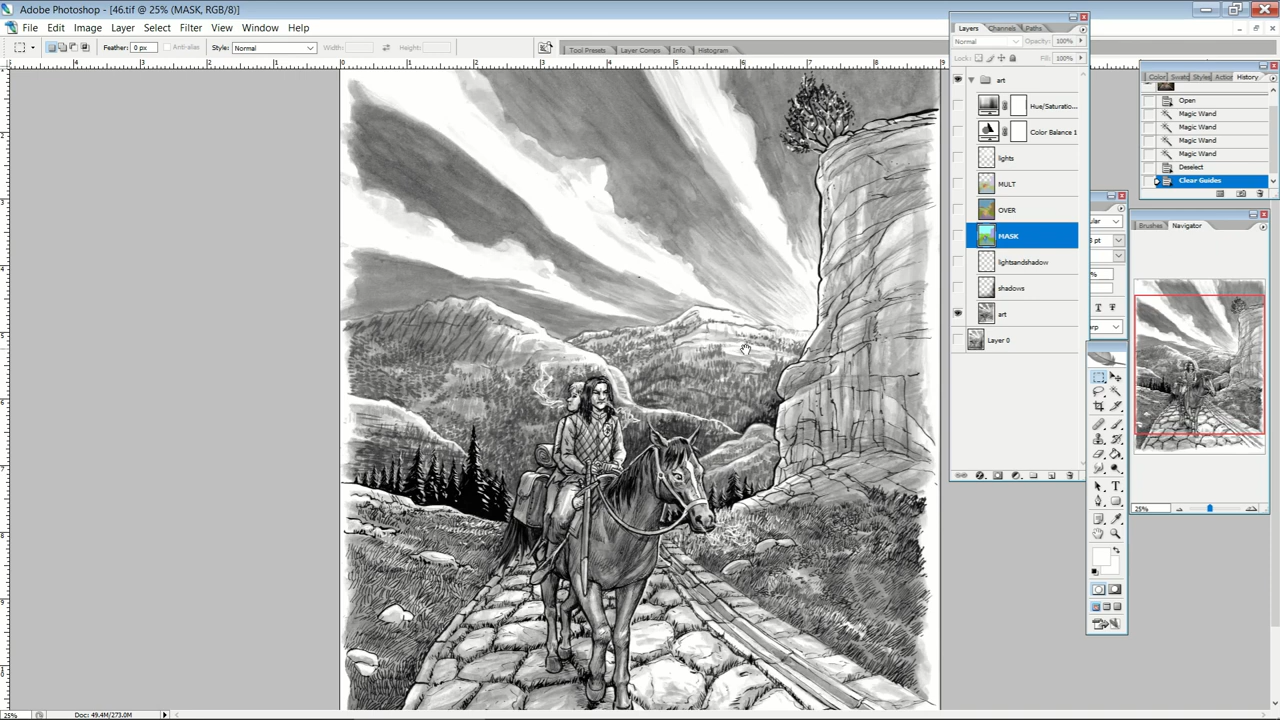 Adobe Photoshop - [46.tif @ 25% (MASK, RGB/8)]
File Edit Image Layer Select Filter View Window Help
Feather: 0 px Anti-alias Style: Normal Width: Height:
Tool Presets Layer Comps Info Histogram
Layers Channels Paths
Normal Opacity: 100%
Lock: Fill: 100%
art
Hue/Saturatio...
Color Balance 1
lights
MULT
OVER
MASK
lightsandshadow
shadows
art
Layer 0
Color Swatc Styles Action History
Open
Magic Wand
Magic Wand
Magic Wand
Magic Wand
Deselect
Clear Guides
Brushes Navigator
25%
25% Doc: 49.4M/273.0M